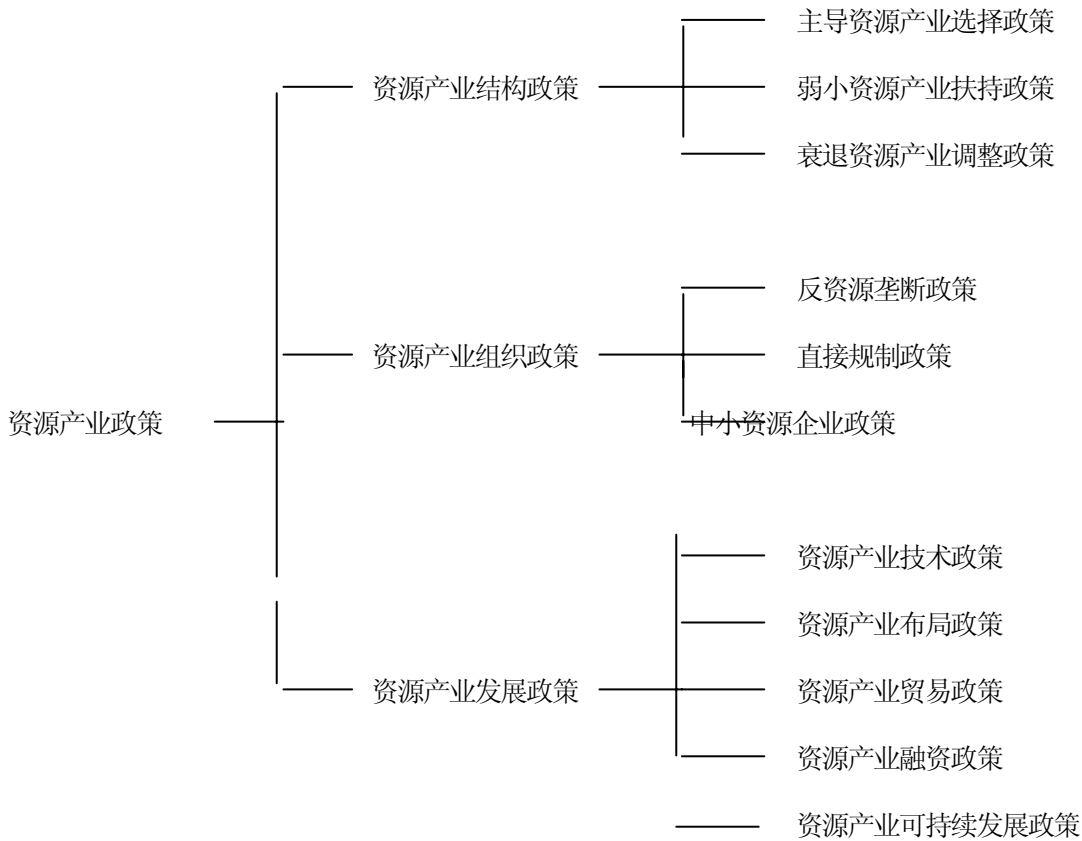 主导资源产业选择政策
资源产业结构政策
弱小资源产业扶持政策
衰退资源产业调整政策
反资源垄断政策
资源产业组织政策
直接规制政策
资源产业政策
中小资源企业政策
资源产业技术政策
资源产业布局政策
资源产业发展政策
资源产业贸易政策
资源产业融资政策
资源产业可持续发展政策